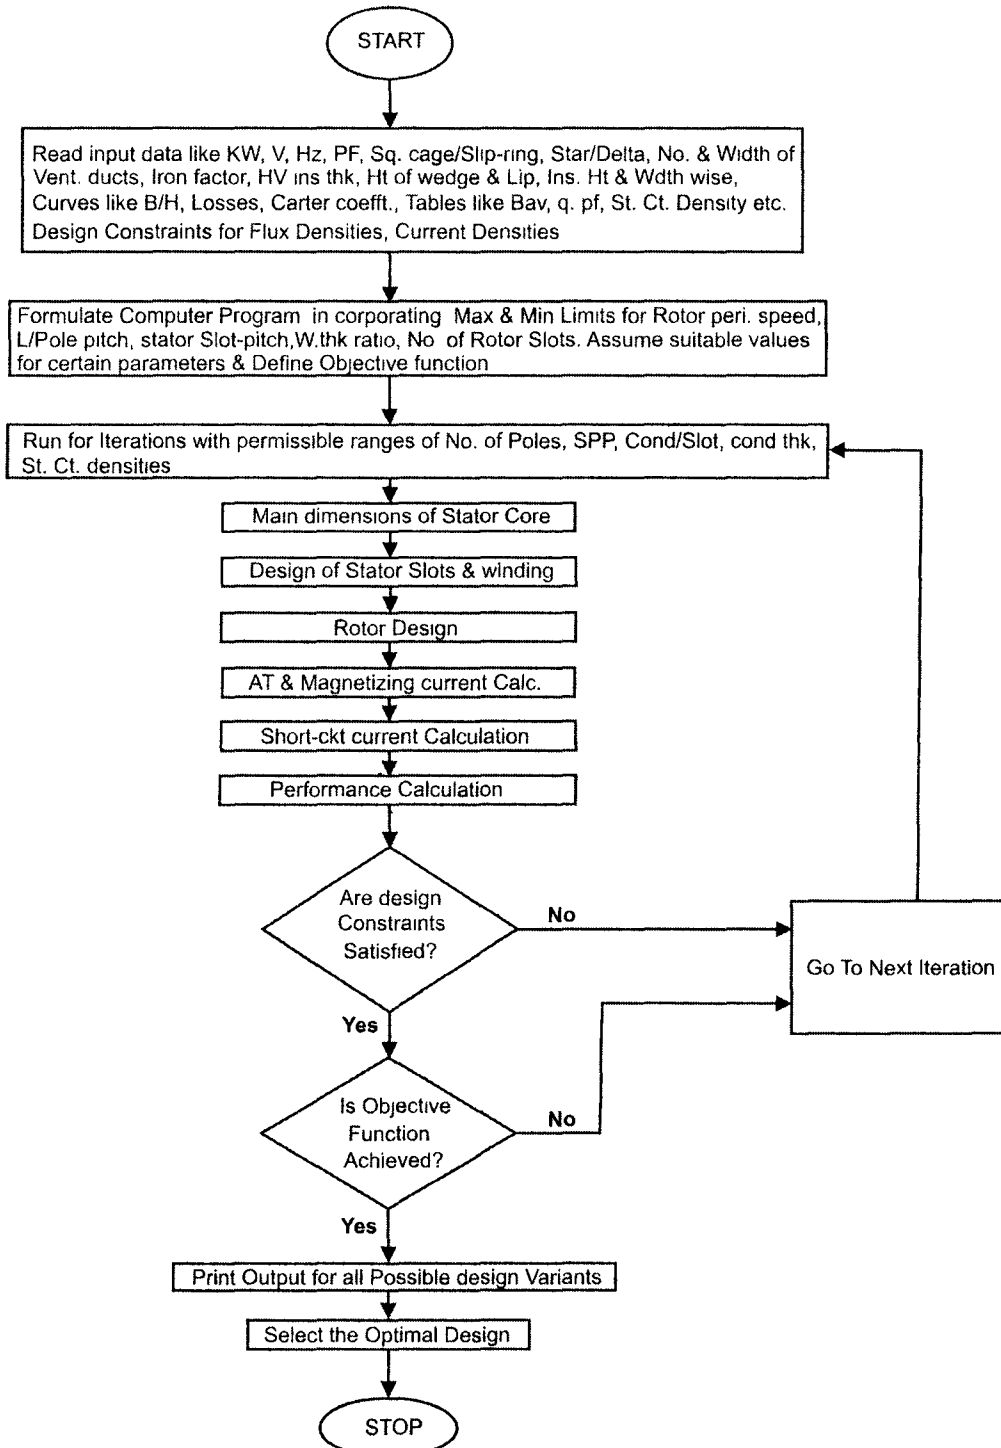 START
Read input data like KW, V, Hz, PF, Sq. cage/Slip-ring, Star/Delta, No. & Width of
Vent. ducts, Iron factor, HV ins thk, Ht of wedge & Lip, Ins. Ht & Wdth wise,
Curves like B/H, Losses, Carter coefft., Tables like Bav, q. pf, St. Ct. Density etc.
Design Constraints for Flux Densities, Current Densities
Formulate Computer Program in corporating Max & Min Limits for Rotor peri. speed,
L/Pole pitch, stator Slot-pitch,W.thk ratio, No of Rotor Slots. Assume suitable values
for certain parameters & Define Objective function
Run for Iterations with permissible ranges of No. of Poles, SPP, Cond/Slot, cond thk,
St. Ct. densities
Main dimensions of Stator Core
Design of Stator Slots & winding
Rotor Design
AT & Magnetizing current Calc.
Short-ckt current Calculation
Performance Calculation
Are design
Constraints
Satisfied?
No
Go To Next Iteration
Yes
Is Objective
Function
Achieved?
No
Yes
Print Output for all Possible design Variants
Select the Optimal Design
STOP